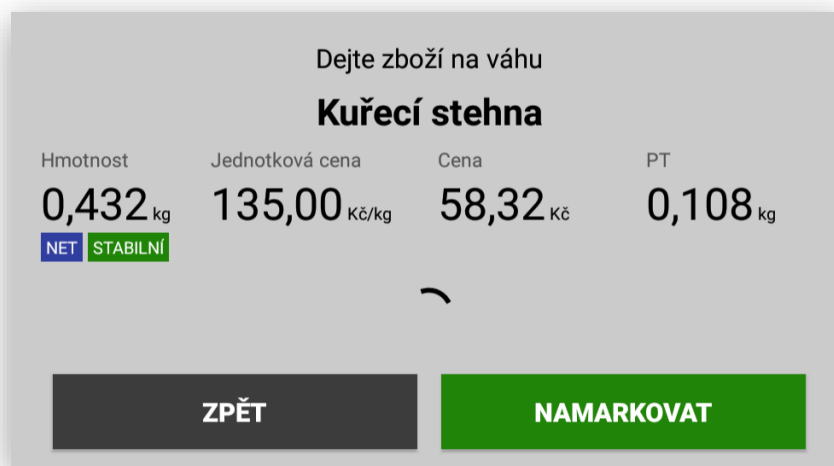 Dejte zboží na váhu
Kuřecí stehna
Hmotnost Jednotková cena Cena PT
0,432 kg 135,00 Kč/kg 58,32 Kč 0,108 kg
NET STABILNÍ
ZPĚT NAMARKOVAT